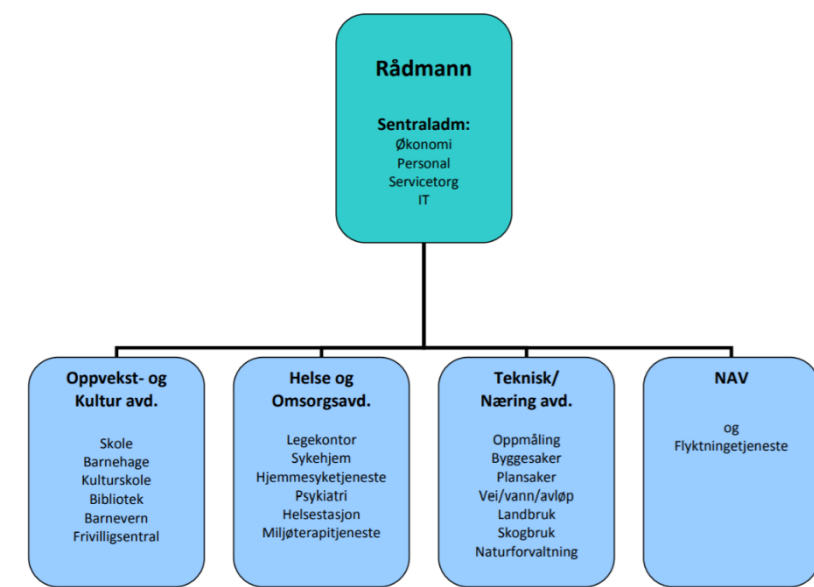 Rådmann
Sentraladm:
Økonomi
Personal
Servicetorg
IT
Oppvekst- og
Kultur avd.
Skole
Barnehage
Kulturskole
Bibliotek
Barnevern
Frivilligsentral
Helse og
Omsorgsavd.
Legekontor
Sykehjem
Hjemmesyketjeneste
Psykiatri
Helsestasjon
Miljøterapitjeneste
Teknisk/
Næring avd.
Oppmåling
Byggesaker
Plansaker
Vei/vann/avløp
Landbruk
Skogbruk
Naturforvaltning
NAV
og
Flyktningetjeneste